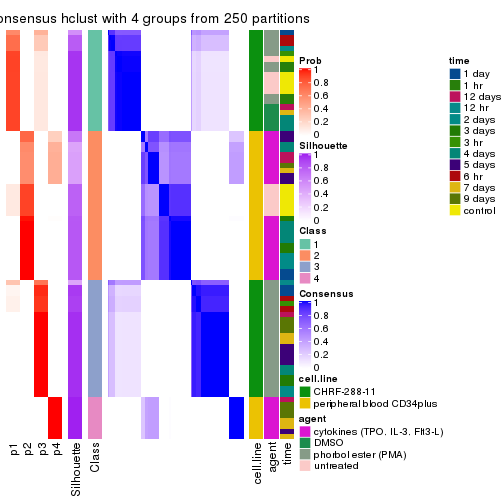 onsensus hclust with 4 groups from 250 partitions
Prob
1
0.8
0.6
0.4
0.2
0
Silhouette
1
0.8
0.6
0.4
0.2
0
Class
1
2
3
4
Consensus
1
0.8
0.6
0.4
0.2
0
cell.line
CHRF-288-11
peripheral blood CD34plus
agent
cytokines (TPO. IL-3. Flt3-L)
DMSO
phorbol ester (PMA)
untreated
time
1 day
1 hr
12 days
12 hr
2 days
3 days
3 hr
4 days
5 days
6 hr
7 days
9 days
control
p1
p2
p3
p4
Silhouette
Class
cell.line
agent
time